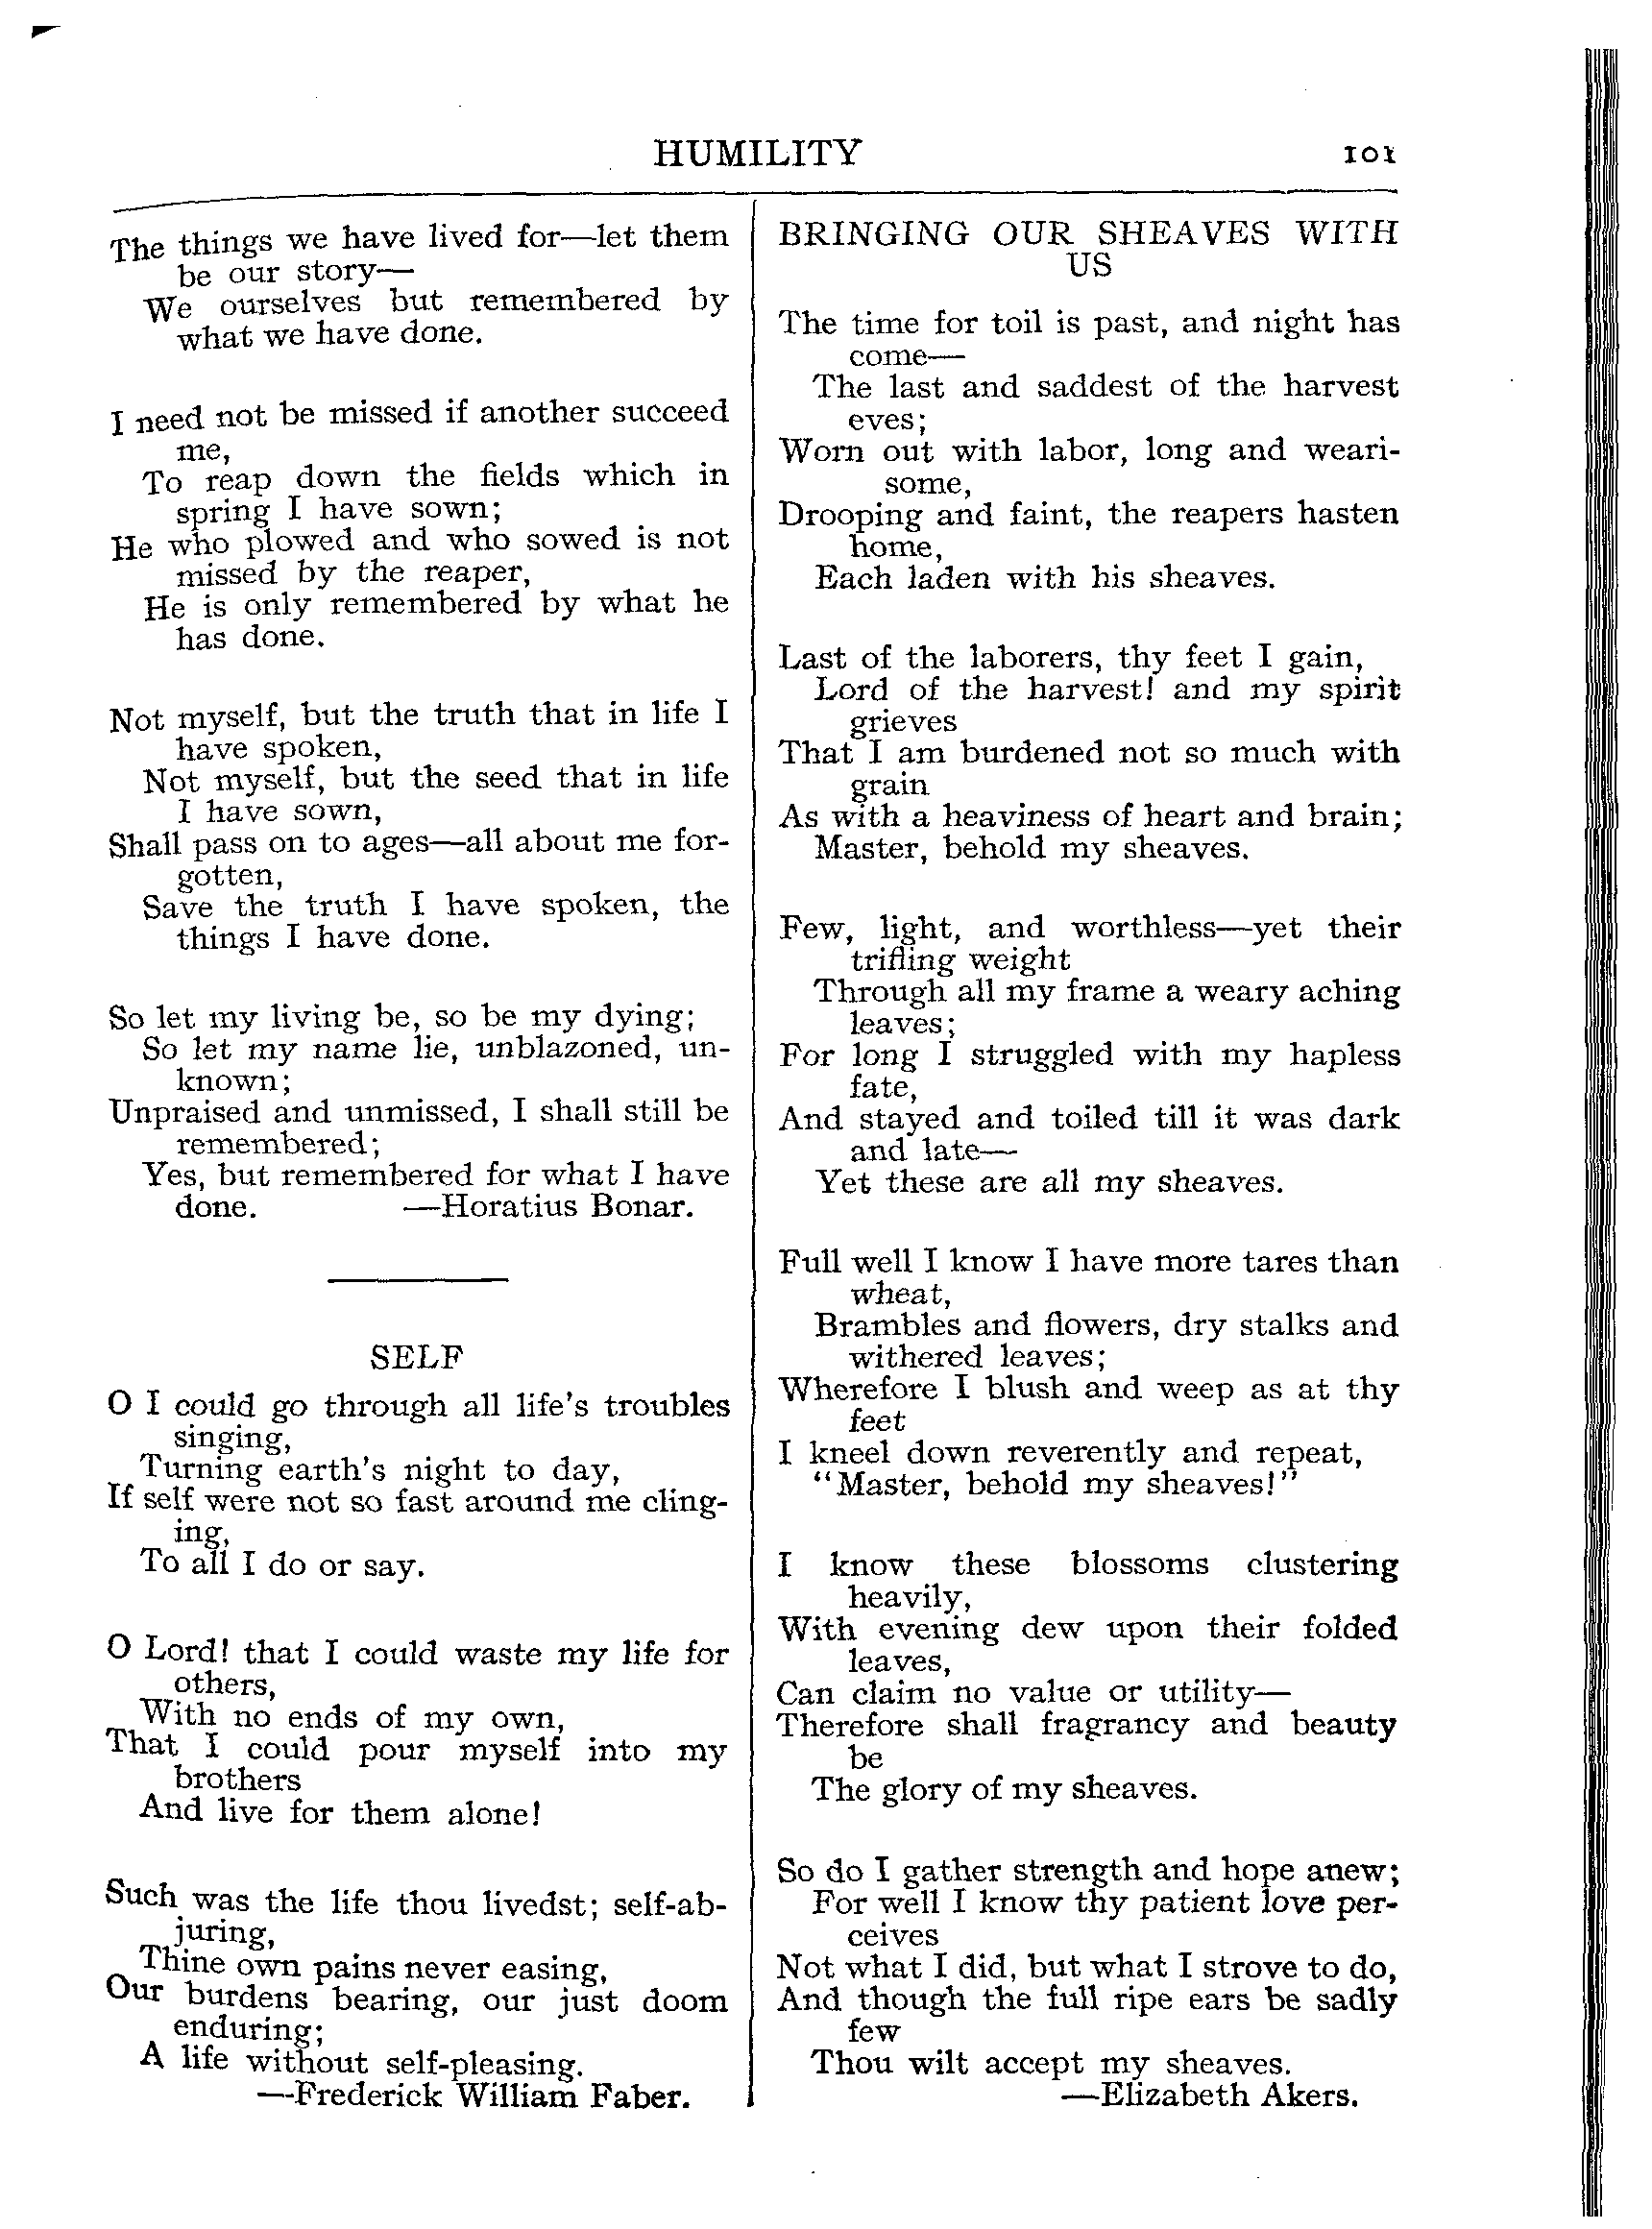 HUMILITY 101
The things we have lived for—let them
be our story—
We ourselves but remembered by
what we have done.
I need not be missed if another succeed
me,
To reap down the fields which in
spring I have sown;
He who plowed and who sowed is not
missed by the reaper,
He is only remembered by what he
has done.
Not myself, but the truth that in life I
have spoken,
Not myself, but the seed that in life
I have sown,
Shall pass on to ages—all about me for-
gotten,
Save the truth I have spoken, the
things I have done.
So let my living be, so be my dying;
So let my name lie, unblazoned, un-
known;
Unpraised and unmissed, I shall still be
remembered;
Yes, but remembered for what I have
done. —Horatius Bonar.
SELF
O I could go through all life's troubles
singing,
Turning earth's night to day,
If self were not so fast around me cling-
ing,
To all I do or say.
O Lord! that I could waste my life for
others,
With no ends of my own,
That I could pour myself into my
brothers
And live for them alone!
Such was the life thou livedst; self-ab-
juring,
Thine own pains never easing,
Our burdens bearing, our just doom
enduring;
A life without self-pleasing.
—Frederick William Faber.
BRINGING OUR SHEAVES WITH
US
The time for toil is past, and night has
come—
The last and saddest of the harvest
eves;
Worn out with labor, long and weari-
some,
Drooping and faint, the reapers hasten
home,
Each laden with his sheaves.
Last of the laborers, thy feet I gain,
Lord of the harvest! and my spirit
grieves
That I am burdened not so much with
grain
As with a heaviness of heart and brain;
Master, behold my sheaves.
Few, light, and worthless—yet their
trifling weight
Through all my frame a weary aching
leaves;
For long I struggled with my hapless
fate,
And stayed and toiled till it was dark
and late—
Yet these are all my sheaves.
Full well I know I have more tares than
wheat,
Brambles and flowers, dry stalks and
withered leaves;
Wherefore I blush and weep as at thy
feet
I kneel down reverently and repeat,
"Master, behold my sheaves!"
I know these blossoms clustering
heavily,
With evening dew upon their folded
leaves,
Can claim no value or utility—
Therefore shall fragrancy and beauty
be
The glory of my sheaves.
So do I gather strength and hope anew;
For well I know thy patient love per-
ceives
Not what I did, but what I strove to do,
And though the full ripe ears be sadly
few
Thou wilt accept my sheaves.
—Elizabeth Akers.